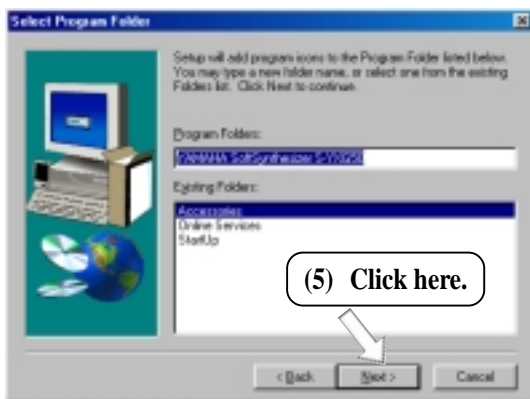 Select Program Folder
Setup will add program icons to the Program Folder listed below.
You may type a new folder name, or select one from the existing
Folders list. Click Next to continue.
Program Folders:
YAMAHA SoftSynthesizer S-YXG50
Existing Folders:
Accessories
Online Services
StartUp
(5) Click here.
< Back
Next >
Cancel